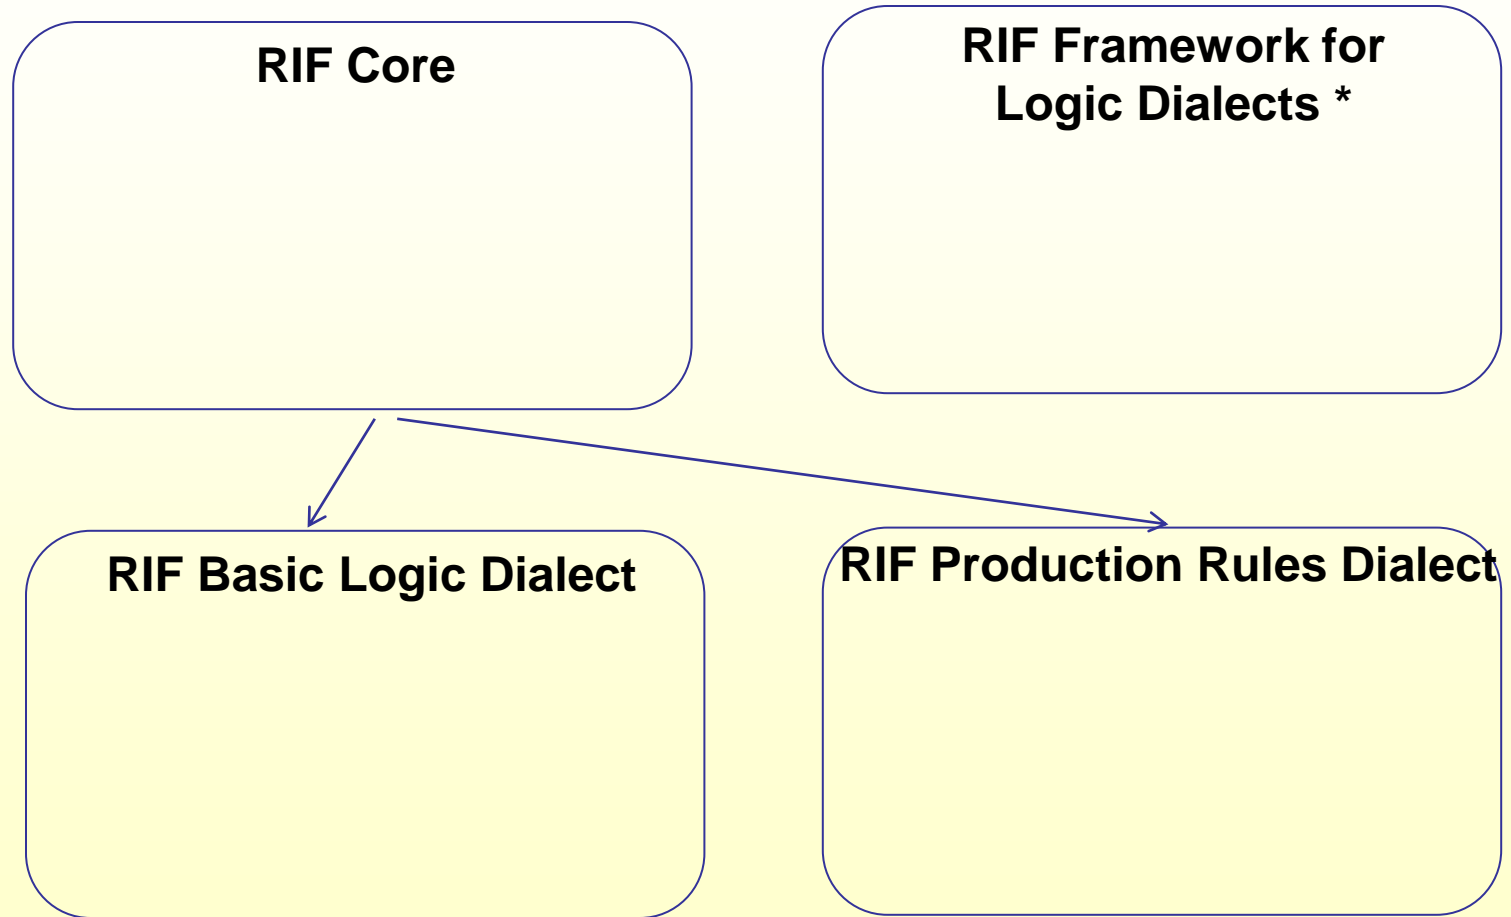 RIF Core
RIF Framework for
Logic Dialects *
RIF Basic Logic Dialect
RIF Production Rules Dialect